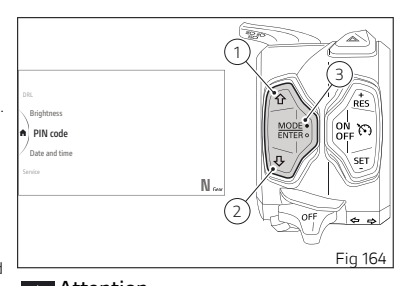 1
3
DRL
Brightness
PIN code
Date and time
Service
N Gear
MODE
ENTER
+
RES
ON
OFF
SET
-
2
OFF
Fig 164
Attention